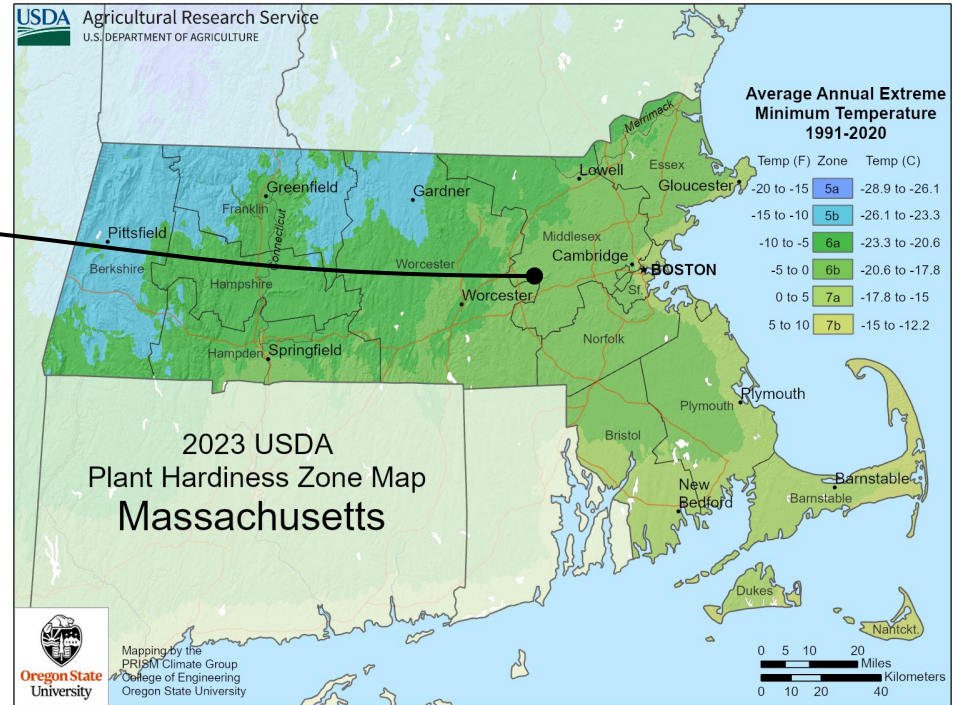 USDA
Agricultural Research Service
U.S. DEPARTMENT OF AGRICULTURE
Average Annual Extreme
Minimum Temperature
1991-2020
Temp (F) Zone Temp (C)
-20 to -15 5a -28.9 to -26.1
-15 to -10 5b -26.1 to -23.3
-10 to -5 6a -23.3 to -20.6
-5 to 0 6b -20.6 to -17.8
0 to 5 7a -17.8 to -15
5 to 10 7b -15 to -12.2
Merrimack
Essex
Lowell
Gloucester
Greenfield
Gardner
Franklin
Connecticut
Pittsfield
Middlesex
Cambridge
BOSTON
Berkshire
Worcester
Hampshire
Sf.
Worcester
Norfolk
Hampden
Springfield
Plymouth
Plymouth
Bristol
New
Bedford
Barnstable
Barnstable
Dukes
Nantckt.
2023 USDA
Plant Hardiness Zone Map
Massachusetts
Oregon State
University
Mapping by the
PRISM Climate Group
College of Engineering
Oregon State University
0 5 10 20
Miles
Kilometers
0 10 20 40